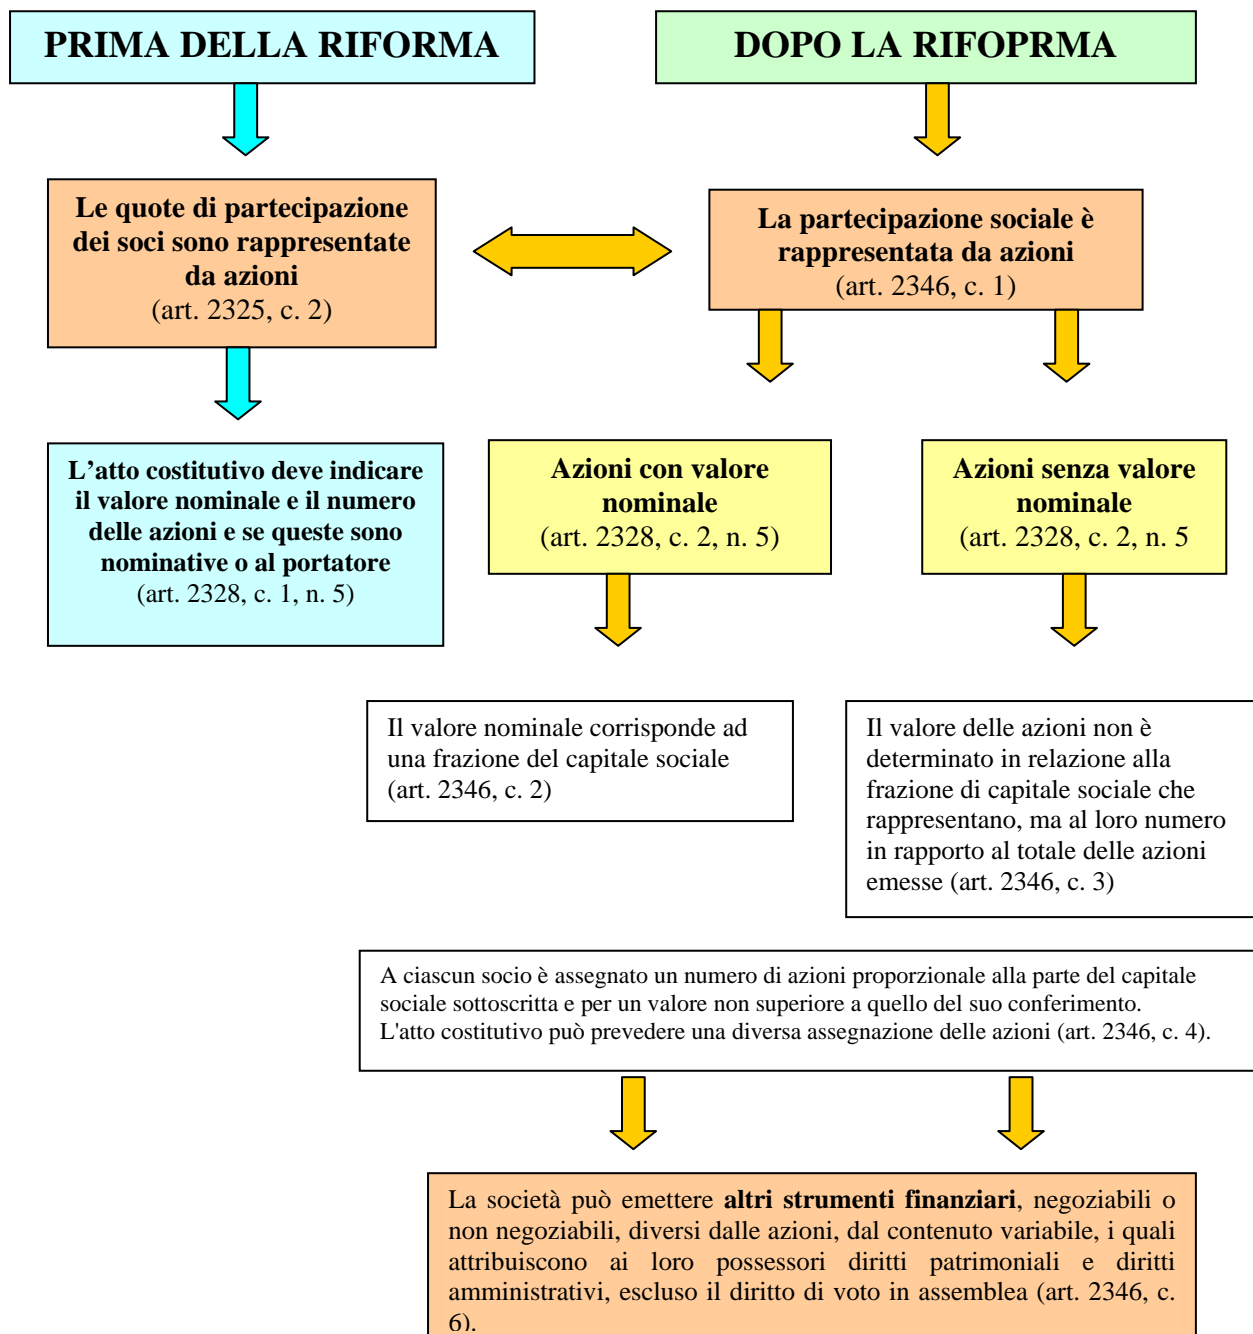 PRIMA DELLA RIFORMA
DOPO LA RIFOPRMA
Le quote di partecipazione
dei soci sono rappresentate
da azioni
(art. 2325, c. 2)
La partecipazione sociale è
rappresentata da azioni
(art. 2346, c. 1)
L’atto costitutivo deve indicare
il valore nominale e il numero
delle azioni e se queste sono
nominative o al portatore
(art. 2328, c. 1, n. 5)
Azioni con valore
nominale
(art. 2328, c. 2, n. 5)
Azioni senza valore
nominale
(art. 2328, c. 2, n. 5
Il valore nominale corrisponde ad
una frazione del capitale sociale
(art. 2346, c. 2)
Il valore delle azioni non è
determinato in relazione alla
frazione di capitale sociale che
rappresentano, ma al loro numero
in rapporto al totale delle azioni
emesse (art. 2346, c. 3)
A ciascun socio è assegnato un numero di azioni proporzionale alla parte del capitale
sociale sottoscritta e per un valore non superiore a quello del suo conferimento.
L'atto costitutivo può prevedere una diversa assegnazione delle azioni (art. 2346, c. 4).
La società può emettere altri strumenti finanziari, negoziabili o
non negoziabili, diversi dalle azioni, dal contenuto variabile, i quali
attribuiscono ai loro possessori diritti patrimoniali e diritti
amministrativi, escluso il diritto di voto in assemblea (art. 2346, c.
6).